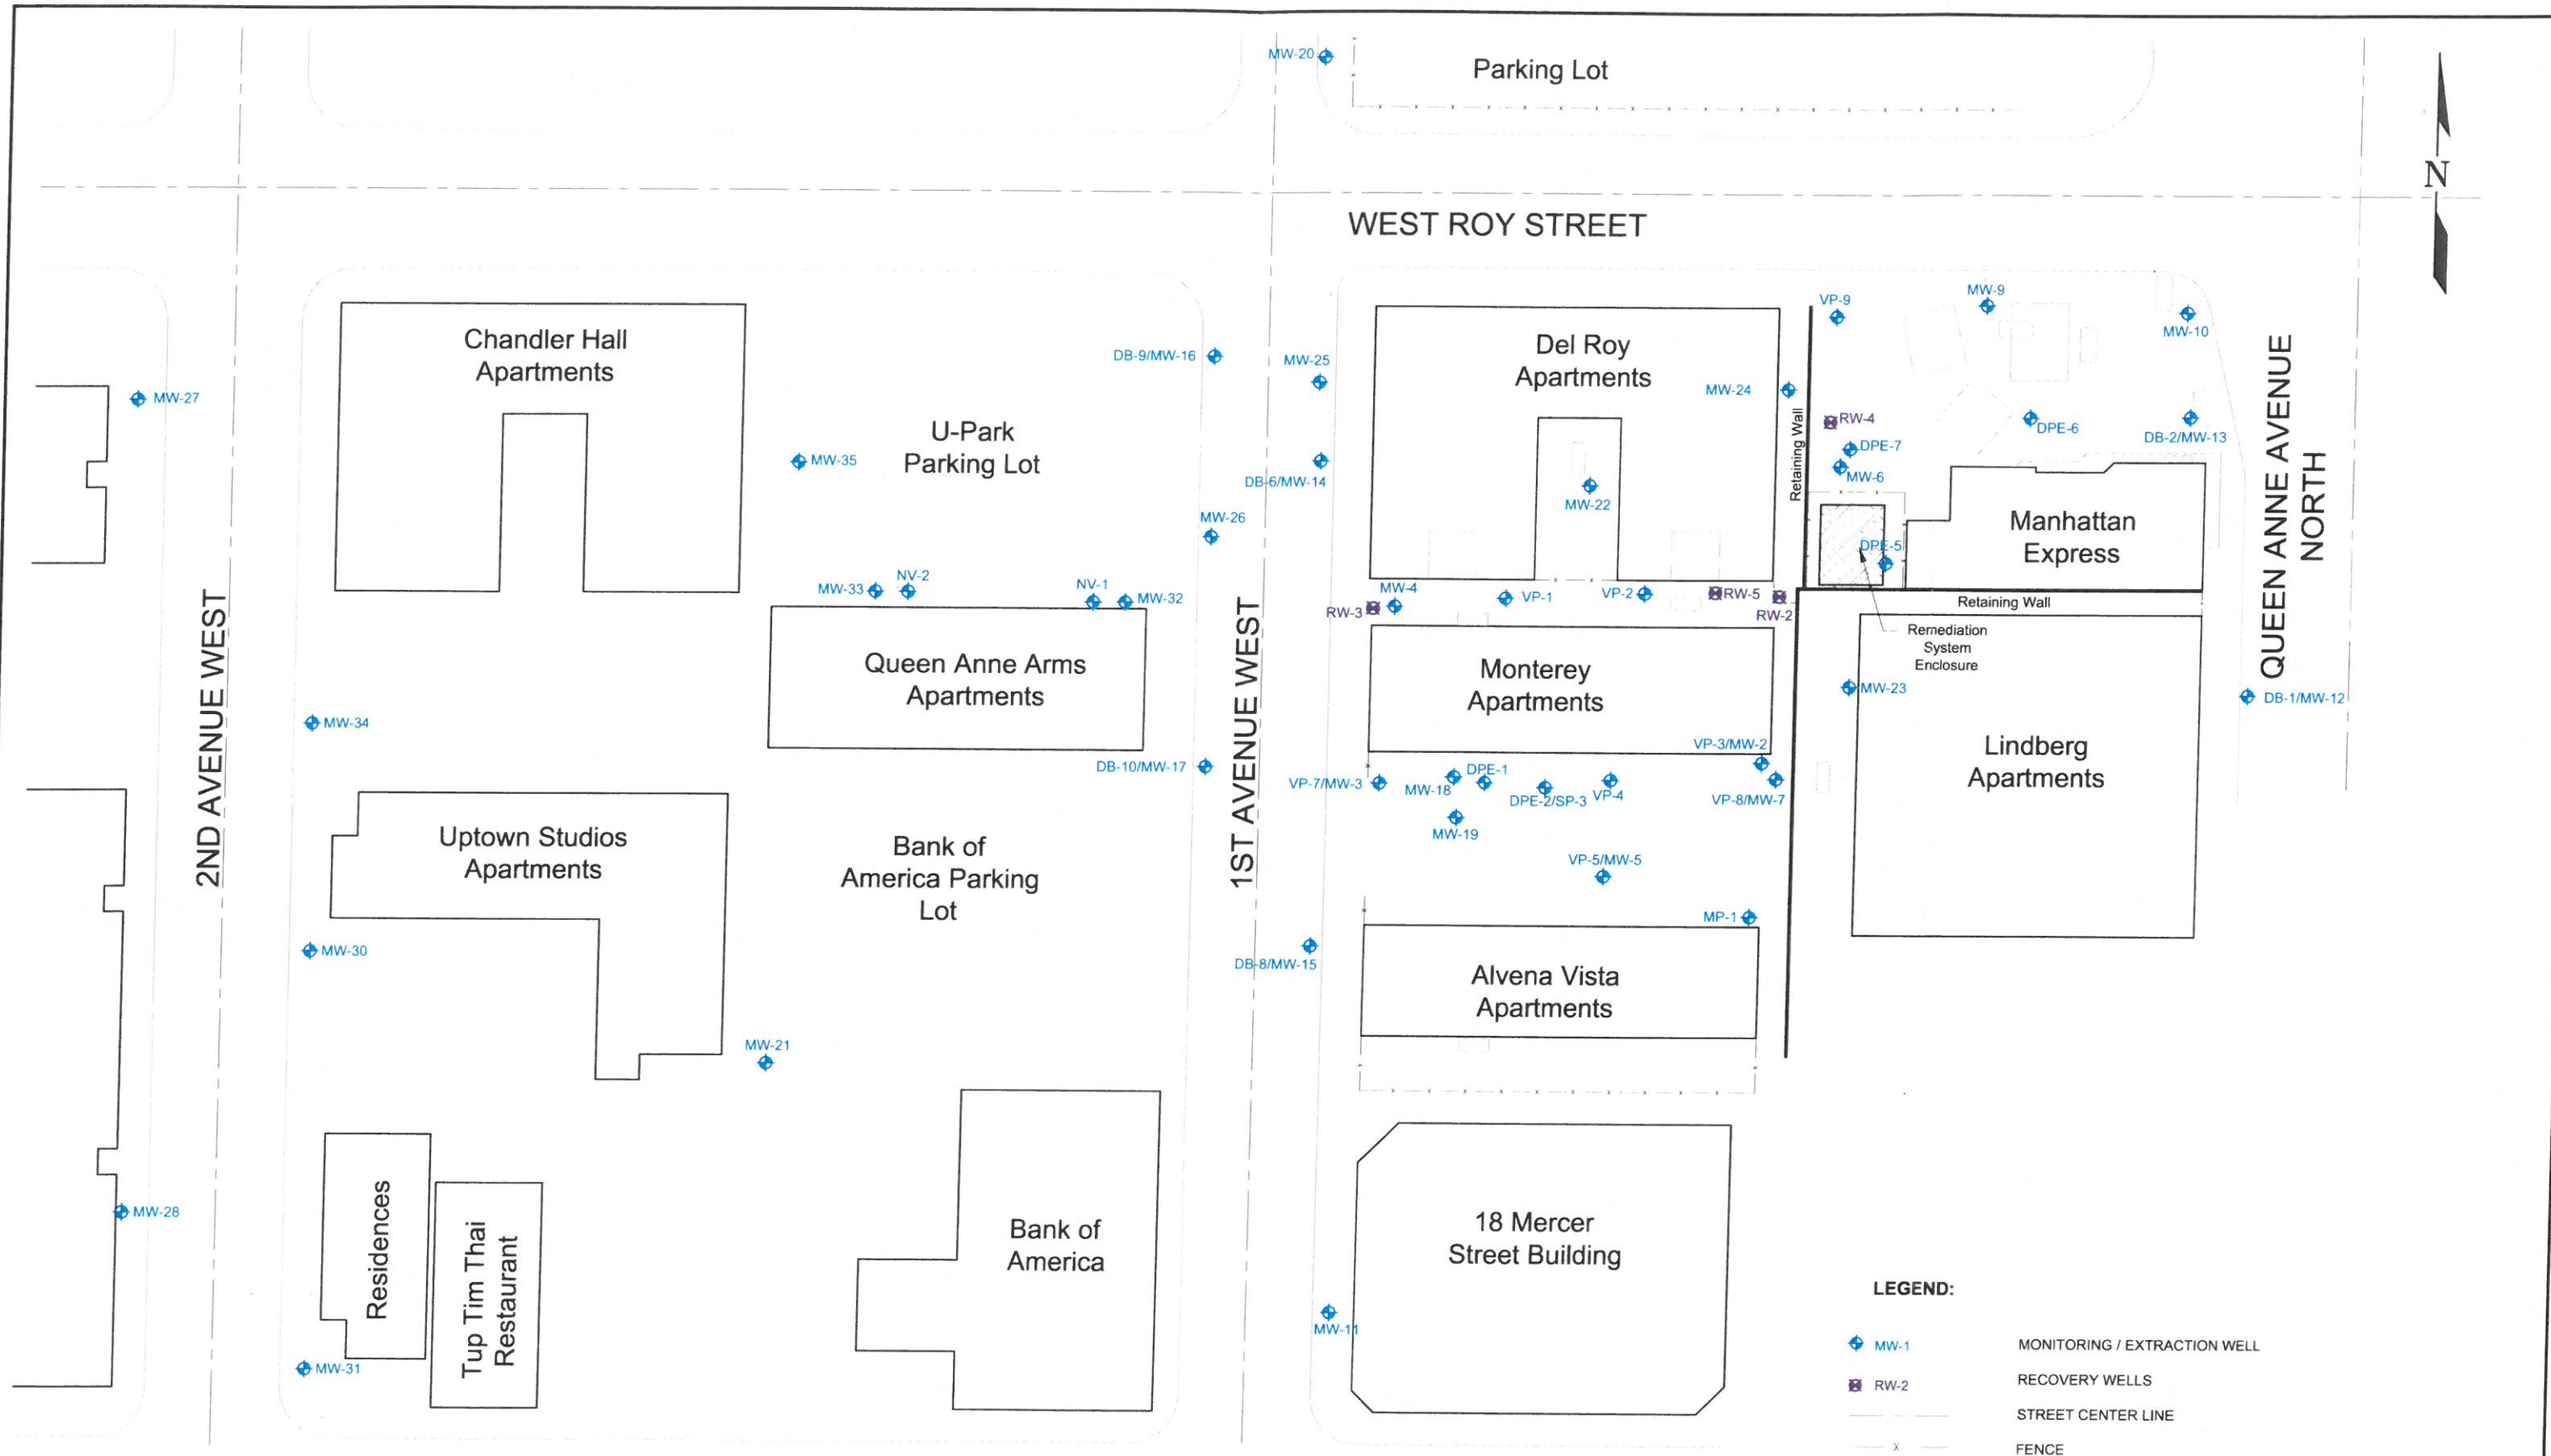 MW-20
Parking Lot
N
WEST ROY STREET
Chandler Hall
Apartments
MW-27
MW-35
U-Park
Parking Lot
DB-9/MW-16
MW-25
DB-6/MW-14
MW-26
Del Roy
Apartments
MW-24
MW-22
Retaining Wall
VP-9
MW-9
MW-10
RW-4
DPE-7
MW-6
DPE-6
DB-2/MW-13
Manhattan
Express
DPE-5
QUEEN ANNE AVENUE
NORTH
MW-33
NV-2
NV-1
MW-32
RW-3
MW-4
VP-1
VP-2
RW-5
RW-2
Retaining Wall
Remediation
System
Enclosure
2ND AVENUE WEST
MW-34
Queen Anne Arms
Apartments
1ST AVENUE WEST
Monterey
Apartments
MW-23
DB-1/MW-12
Lindberg
Apartments
DB-10/MW-17
VP-7/MW-3
MW-18
DPE-1
DPE-2/SP-3
VP-4
VP-3/MW-2
VP-8/MW-7
MW-19
VP-5/MW-5
MP-1
Uptown Studios
Apartments
Bank of
America Parking
Lot
MW-30
DB-8/MW-15
Alvena Vista
Apartments
MW-21
MW-28
Residences
Tup Tim Thai
Restaurant
Bank of
America
18 Mercer
Street Building
MW-31
MW-11
LEGEND:
MW-1 MONITORING / EXTRACTION WELL
RW-2 RECOVERY WELLS
STREET CENTER LINE
x FENCE